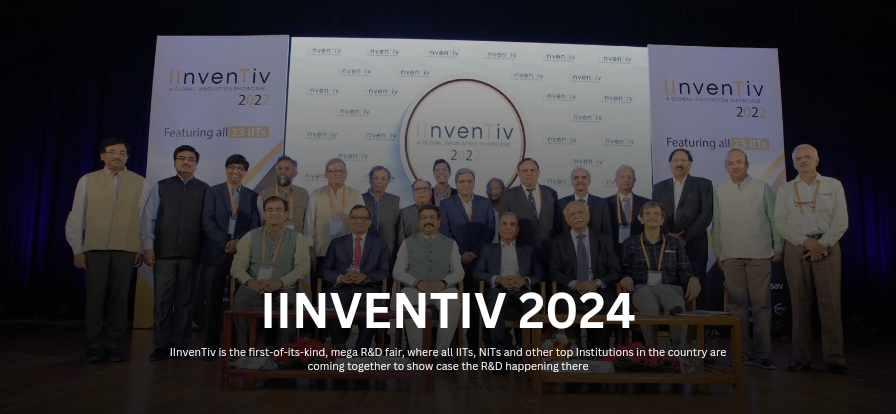 IInvenTiv
A GLOBAL INNOVATION SHOWCASE
2022
Featuring all 23 IITs
IInvenTiv
A GLOBAL INNOVATION SHOWCASE
2022
IInvenTiv
A GLOBAL INNOVATION SHOWCASE
2022
Featuring all 23 IITs
IINVENTIV 2024
IInvenTiv is the first-of-its-kind, mega R&D fair, where all IITs, NITs and other top Institutions in the country are
coming together to show case the R&D happening there